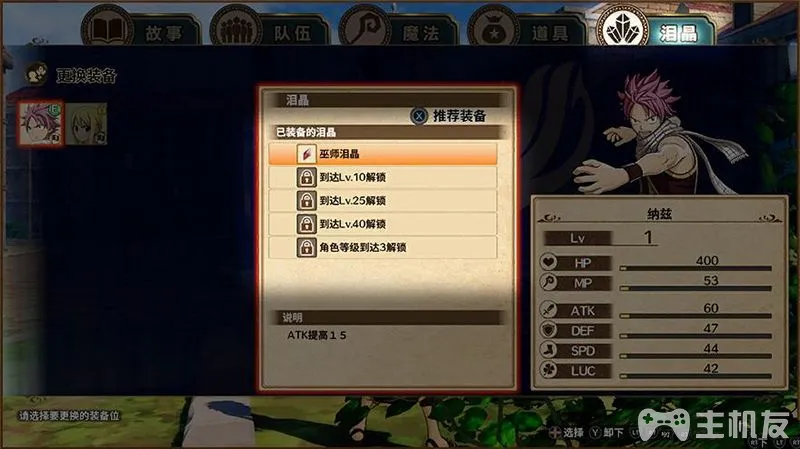 故事
队伍
魔法
道具
泪晶
更换装备
泪晶
X 推荐装备
已装备的泪晶
巫师泪晶
到达Lv.10解锁
到达Lv.25解锁
到达Lv.40解锁
角色等级到达3解锁
说明
ATK提高15
纳兹
Lv 1
HP 400
MP 53
ATK 60
DEF 47
SPD 44
LUC 42
请选择要更换的装备位
选择 Y 卸下
主机友